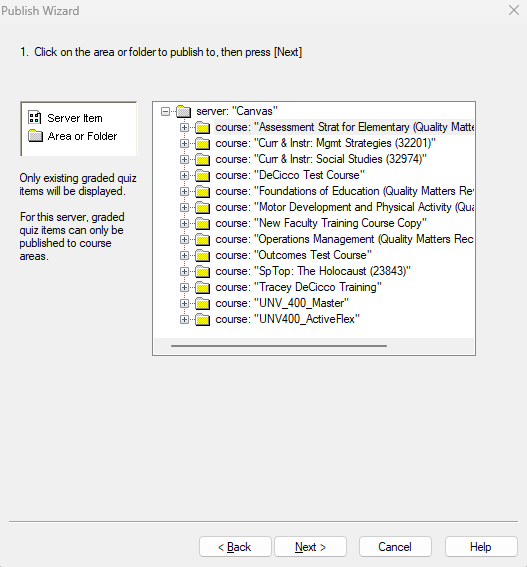 Publish Wizard
1. Click on the area or folder to publish to, then press [Next]
Server Item
Area or Folder
Only existing graded quiz
items will be displayed.
For this server, graded
quiz items can only be
published to course
areas.
server: "Canvas"
course: "Assessment Strat for Elementary (Quality Matte
course: "Curr & Instr: Mgmt Strategies (32201)"
course: "Curr & Instr: Social Studies (32974)"
course: "DeCicco Test Course"
course: "Foundations of Education (Quality Matters Rev
course: "Motor Development and Physical Activity (Qua
course: "New Faculty Training Course Copy"
course: "Operations Management (Quality Matters Rec
course: "Outcomes Test Course"
course: "SpTop: The Holocaust (23843)"
course: "Tracey DeCicco Training"
course: "UNV_400_Master"
course: "UNV400_ActiveFlex"
< Back Next > Cancel Help